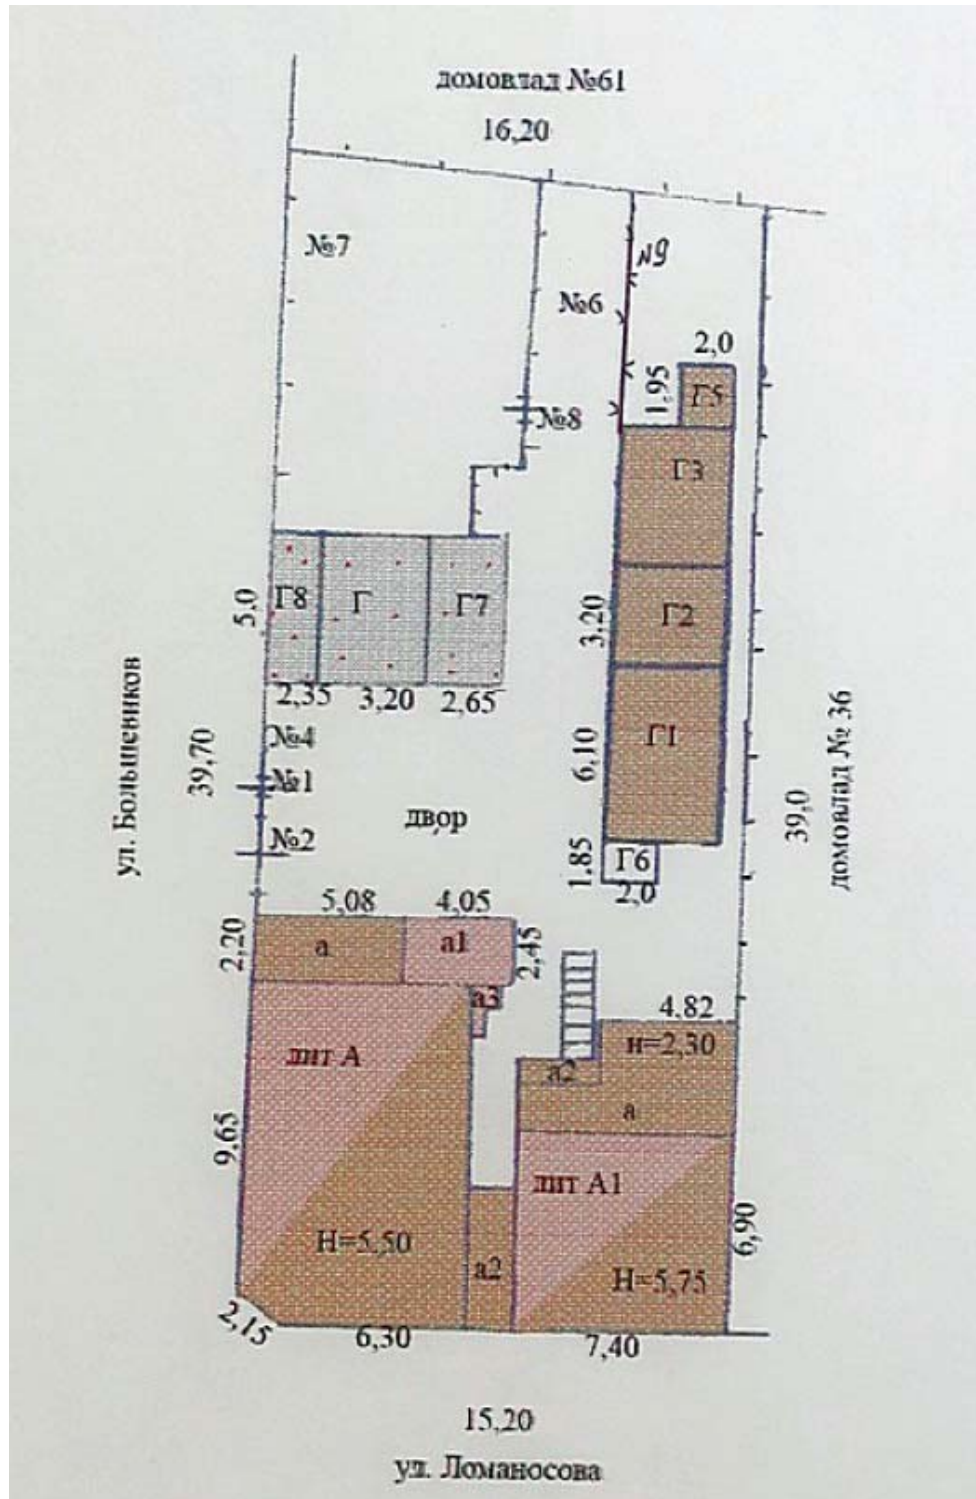 домовлад №61
16,20
№7
№9
№6
2,0
1.95
Г5
№8
Г3
5.0
Г8
Г
Г7
3.20
Г2
2,35
3,20
2,65
ул. Большевиков
39,70
№4
№1
6,10
Г1
39,0
домовлад № 36
двор
№2
1.85
Г6
2,0
5,08
4,05
2,20
а
а1
2,45
а3
4,82
н=2,30
лит А
а2
а
9,65
лит А1
6,90
Н=5,50
а2
Н=5,75
2,15
6,30
7,40
15,20
ул. Ломаносова